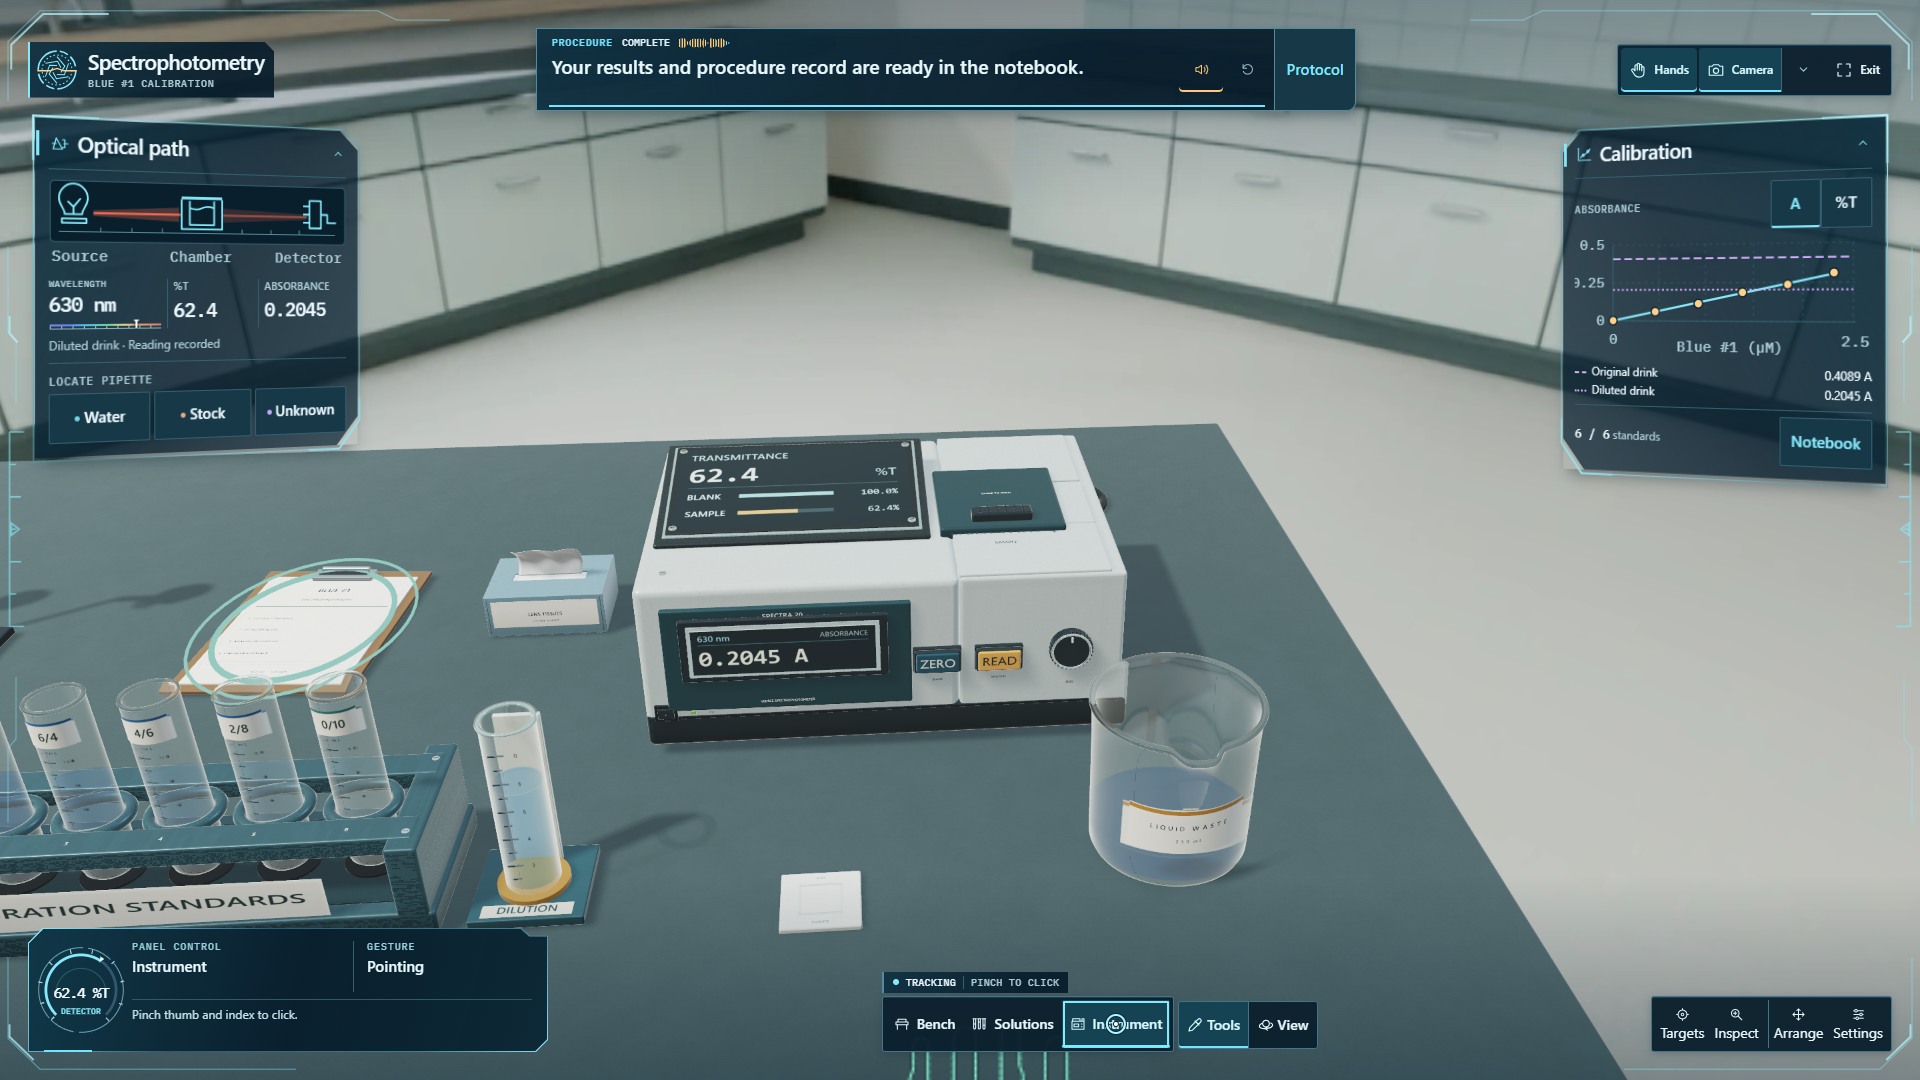 Spectrophotometry
BLUE #1 CALIBRATION
PROCEDURE COMPLETE
Your results and procedure record are ready in the notebook.
Protocol
Hands
Camera
Exit
Optical path
Source Chamber Detector
WAVELENGTH %T ABSORBANCE
630 nm 62.4 0.2045
Diluted drink · Reading recorded
LOCATE PIPETTE
Water Stock Unknown
Calibration
ABSORBANCE A %T
0.5
0.25
0
0 Blue #1 (µM) 2.5
Original drink 0.4089 A
Diluted drink 0.2045 A
6 / 6 standards
Notebook
TRANSMITTANCE
62.4 %T
BLANK 100.0%
SAMPLE 62.4%
SPECTRA 20
630 nm ABSORBANCE
0.2045 A
ZERO
READ
LENS TISSUES
6/4
4/6
2/8
0/10
RATION STANDARDS
DILUTION
LIQUID WASTE
PANEL CONTROL
Instrument
GESTURE
Pointing
62.4 %T
DETECTOR
Pinch thumb and index to click.
TRACKING PINCH TO CLICK
Bench Solutions Instrument Tools View
Targets Inspect Arrange Settings